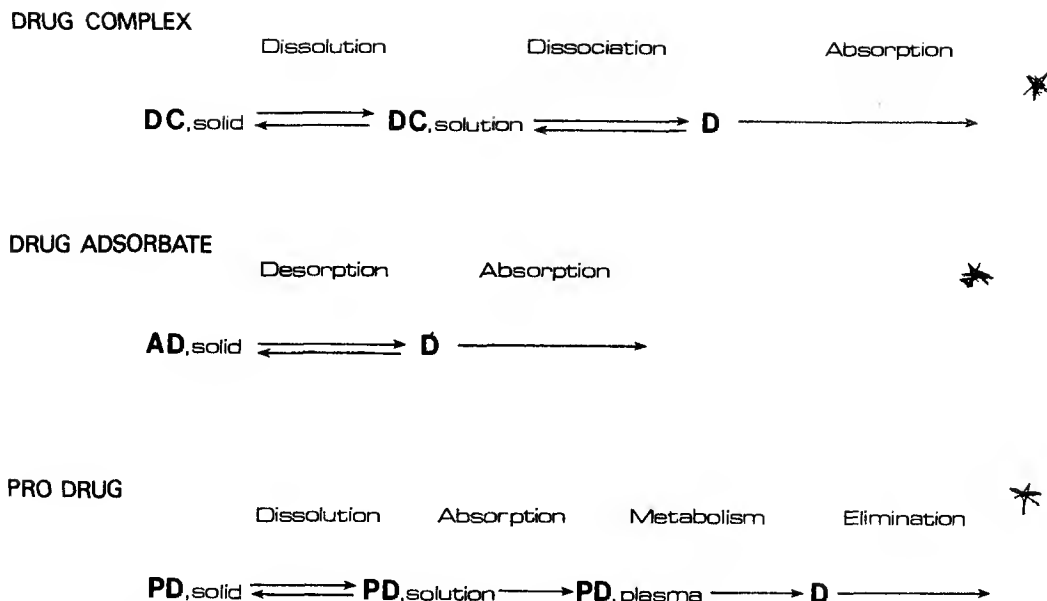 DRUG COMPLEX
Dissolution Dissociation Absorption
DC,solid DC,solution D
DRUG ADSORBATE
Desorption Absorption
AD,solid D
PRO DRUG
Dissolution Absorption Metabolism Elimination
PD,solid PD,solution PD,plasma D